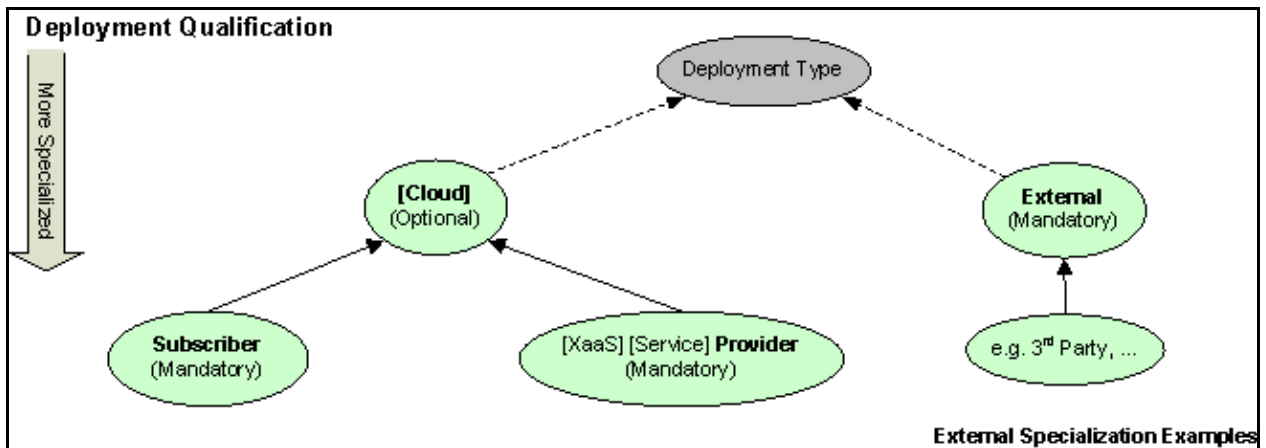 Deployment Qualification
More Specialized
Deployment Type
[Cloud]
(Optional)
External
(Mandatory)
Subscriber
(Mandatory)
[XaaS] [Service] Provider
(Mandatory)
e.g. 3rd Party, ...
External Specialization Examples